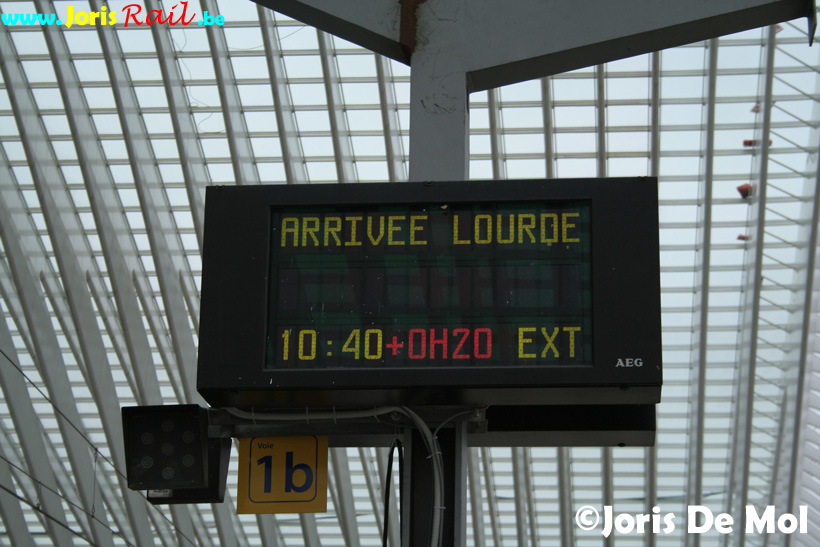 www.JorisRail.be
ARRIVEE LOURDE
10:40+0H20 EXT
AEG
Voie
1b
©Joris De Mol